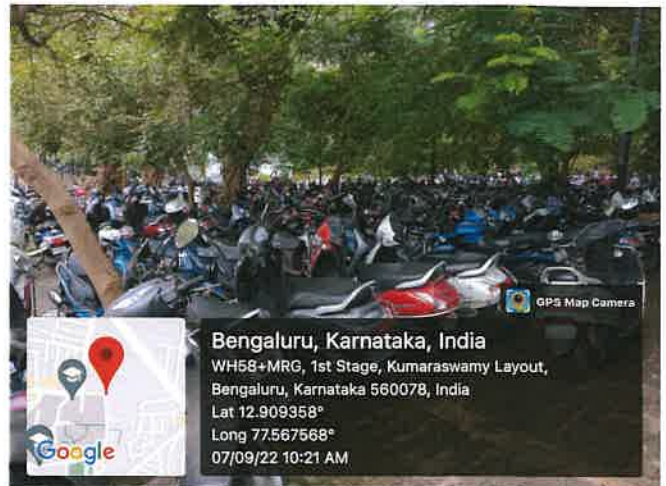 GPS Map Camera
Bengaluru, Karnataka, India
WH58+MRG, 1st Stage, Kumaraswamy Layout,
Bengaluru, Karnataka 560078, India
Lat 12.909358°
Long 77.567568°
07/09/22 10:21 AM
Google